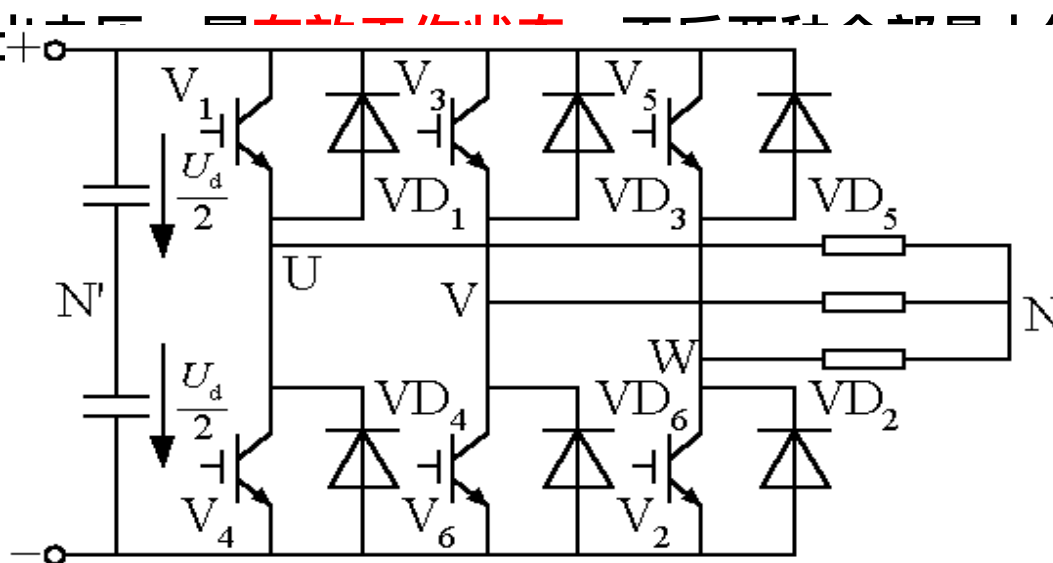 +
V1 V3 V5
Ud/2
VD1 VD3 VD5
U
N' V N
W
Ud/2
VD4 VD6 VD2
V4 V6 V2
−